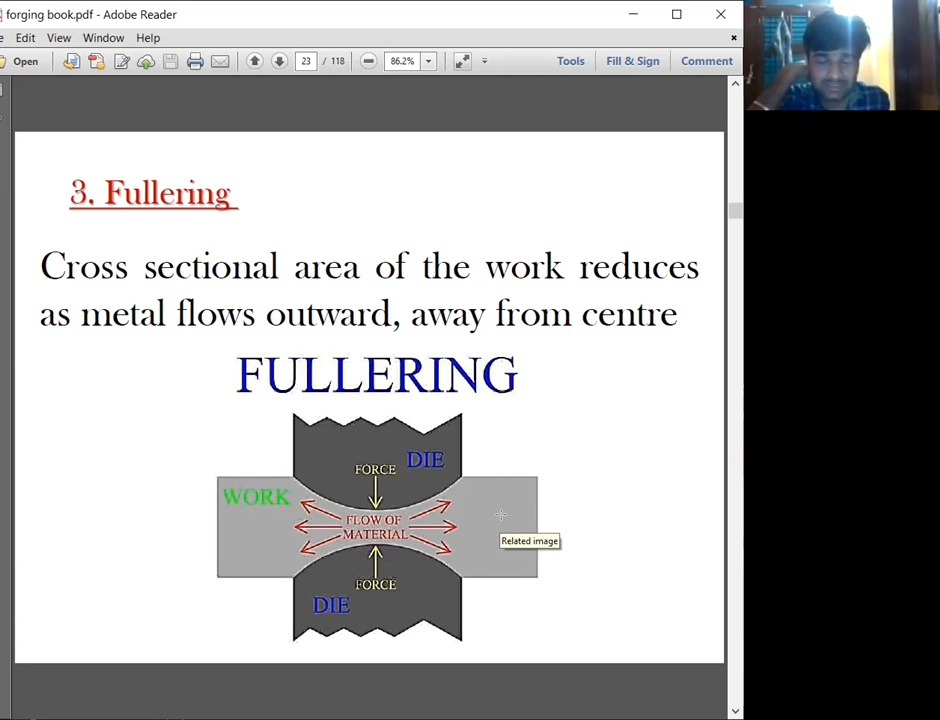 forging book.pdf - Adobe Reader
Edit View Window Help
Open 23 / 118 86.2% Tools Fill & Sign Comment
3. Fullering
Cross sectional area of the work reduces
as metal flows outward, away from centre
FULLERING
DIE
FORCE
WORK
FLOW OF
MATERIAL
Related image
FORCE
DIE